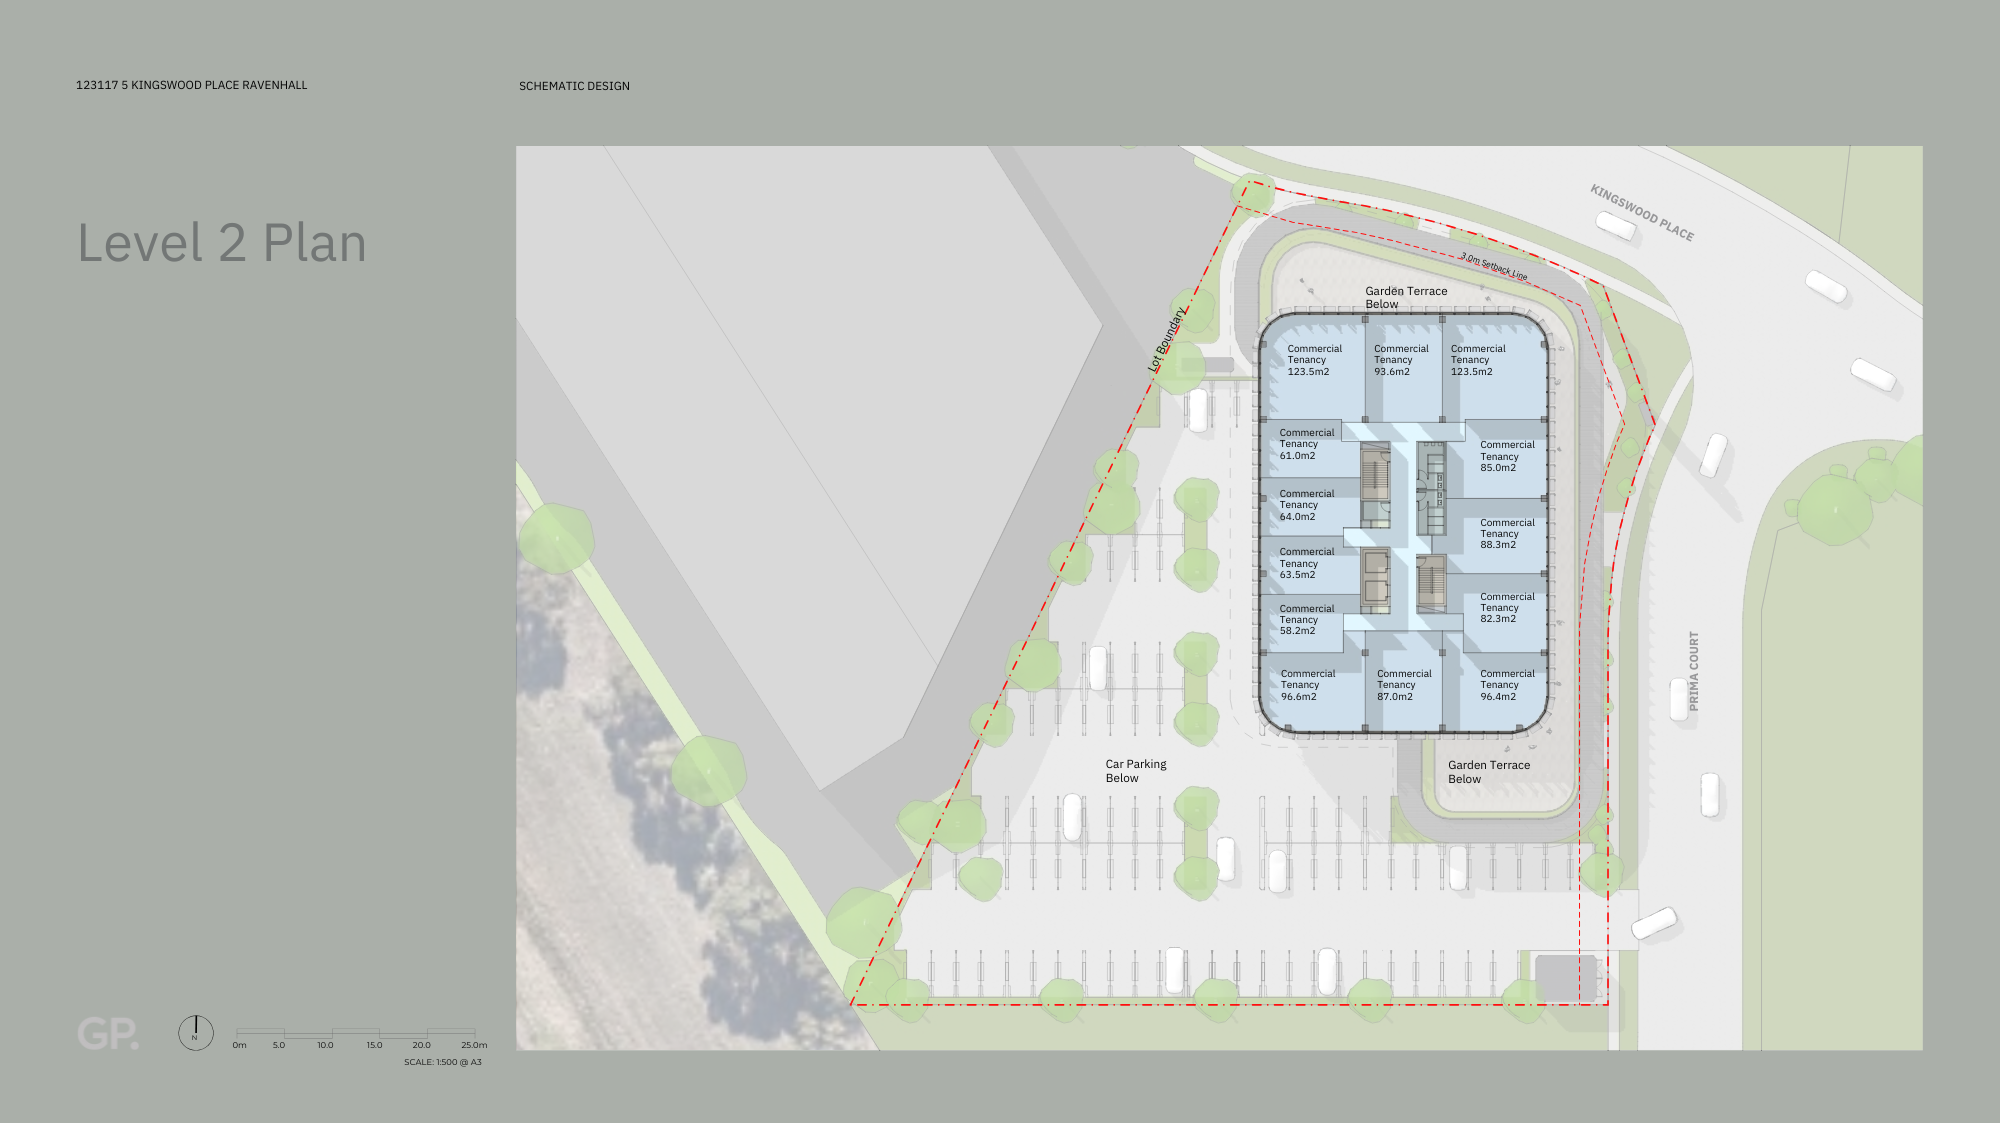 123117 5 KINGSWOOD PLACE RAVENHALL
SCHEMATIC DESIGN
Level 2 Plan
KINGSWOOD PLACE
3.0m Setback Line
Garden Terrace
Below
Lot Boundary
Commercial
Tenancy
123.5m2
Commercial
Tenancy
93.6m2
Commercial
Tenancy
123.5m2
Commercial
Tenancy
61.0m2
Commercial
Tenancy
85.0m2
Commercial
Tenancy
64.0m2
Commercial
Tenancy
88.3m2
Commercial
Tenancy
63.5m2
Commercial
Tenancy
82.3m2
Commercial
Tenancy
58.2m2
Commercial
Tenancy
96.6m2
Commercial
Tenancy
87.0m2
Commercial
Tenancy
96.4m2
PRIMA COURT
Car Parking
Below
Garden Terrace
Below
GP.
N
0m 5.0 10.0 15.0 20.0 25.0m
SCALE: 1:500 @ A3